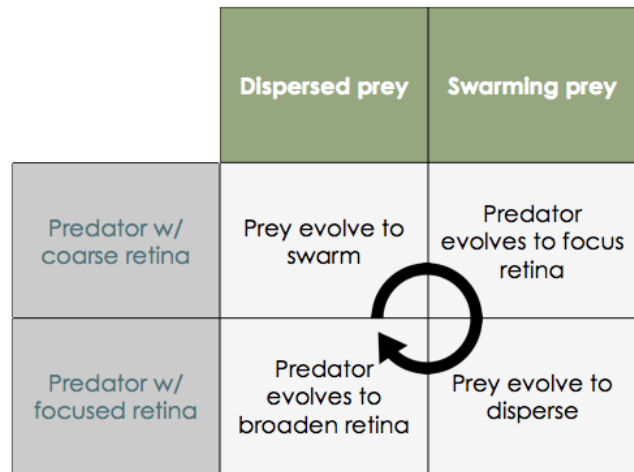 Dispersed prey
Swarming prey
Predator w/
coarse retina
Prey evolve to
swarm
Predator
evolves to focus
retina
Predator w/
focused retina
Predator
evolves to
broaden retina
Prey evolve to
disperse